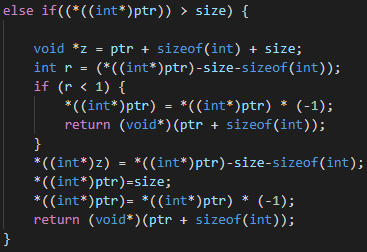 else if((*((int*)ptr)) > size) {
void *z = ptr + sizeof(int) + size;
int r = (*((int*)ptr)-size-sizeof(int));
if (r < 1) {
*((int*)ptr) = *((int*)ptr) * (-1);
return (void*)(ptr + sizeof(int));
}
*((int*)z) = *((int*)ptr)-size-sizeof(int);
*((int*)ptr)=size;
*((int*)ptr)= *((int*)ptr) * (-1);
return (void*)(ptr + sizeof(int));
}